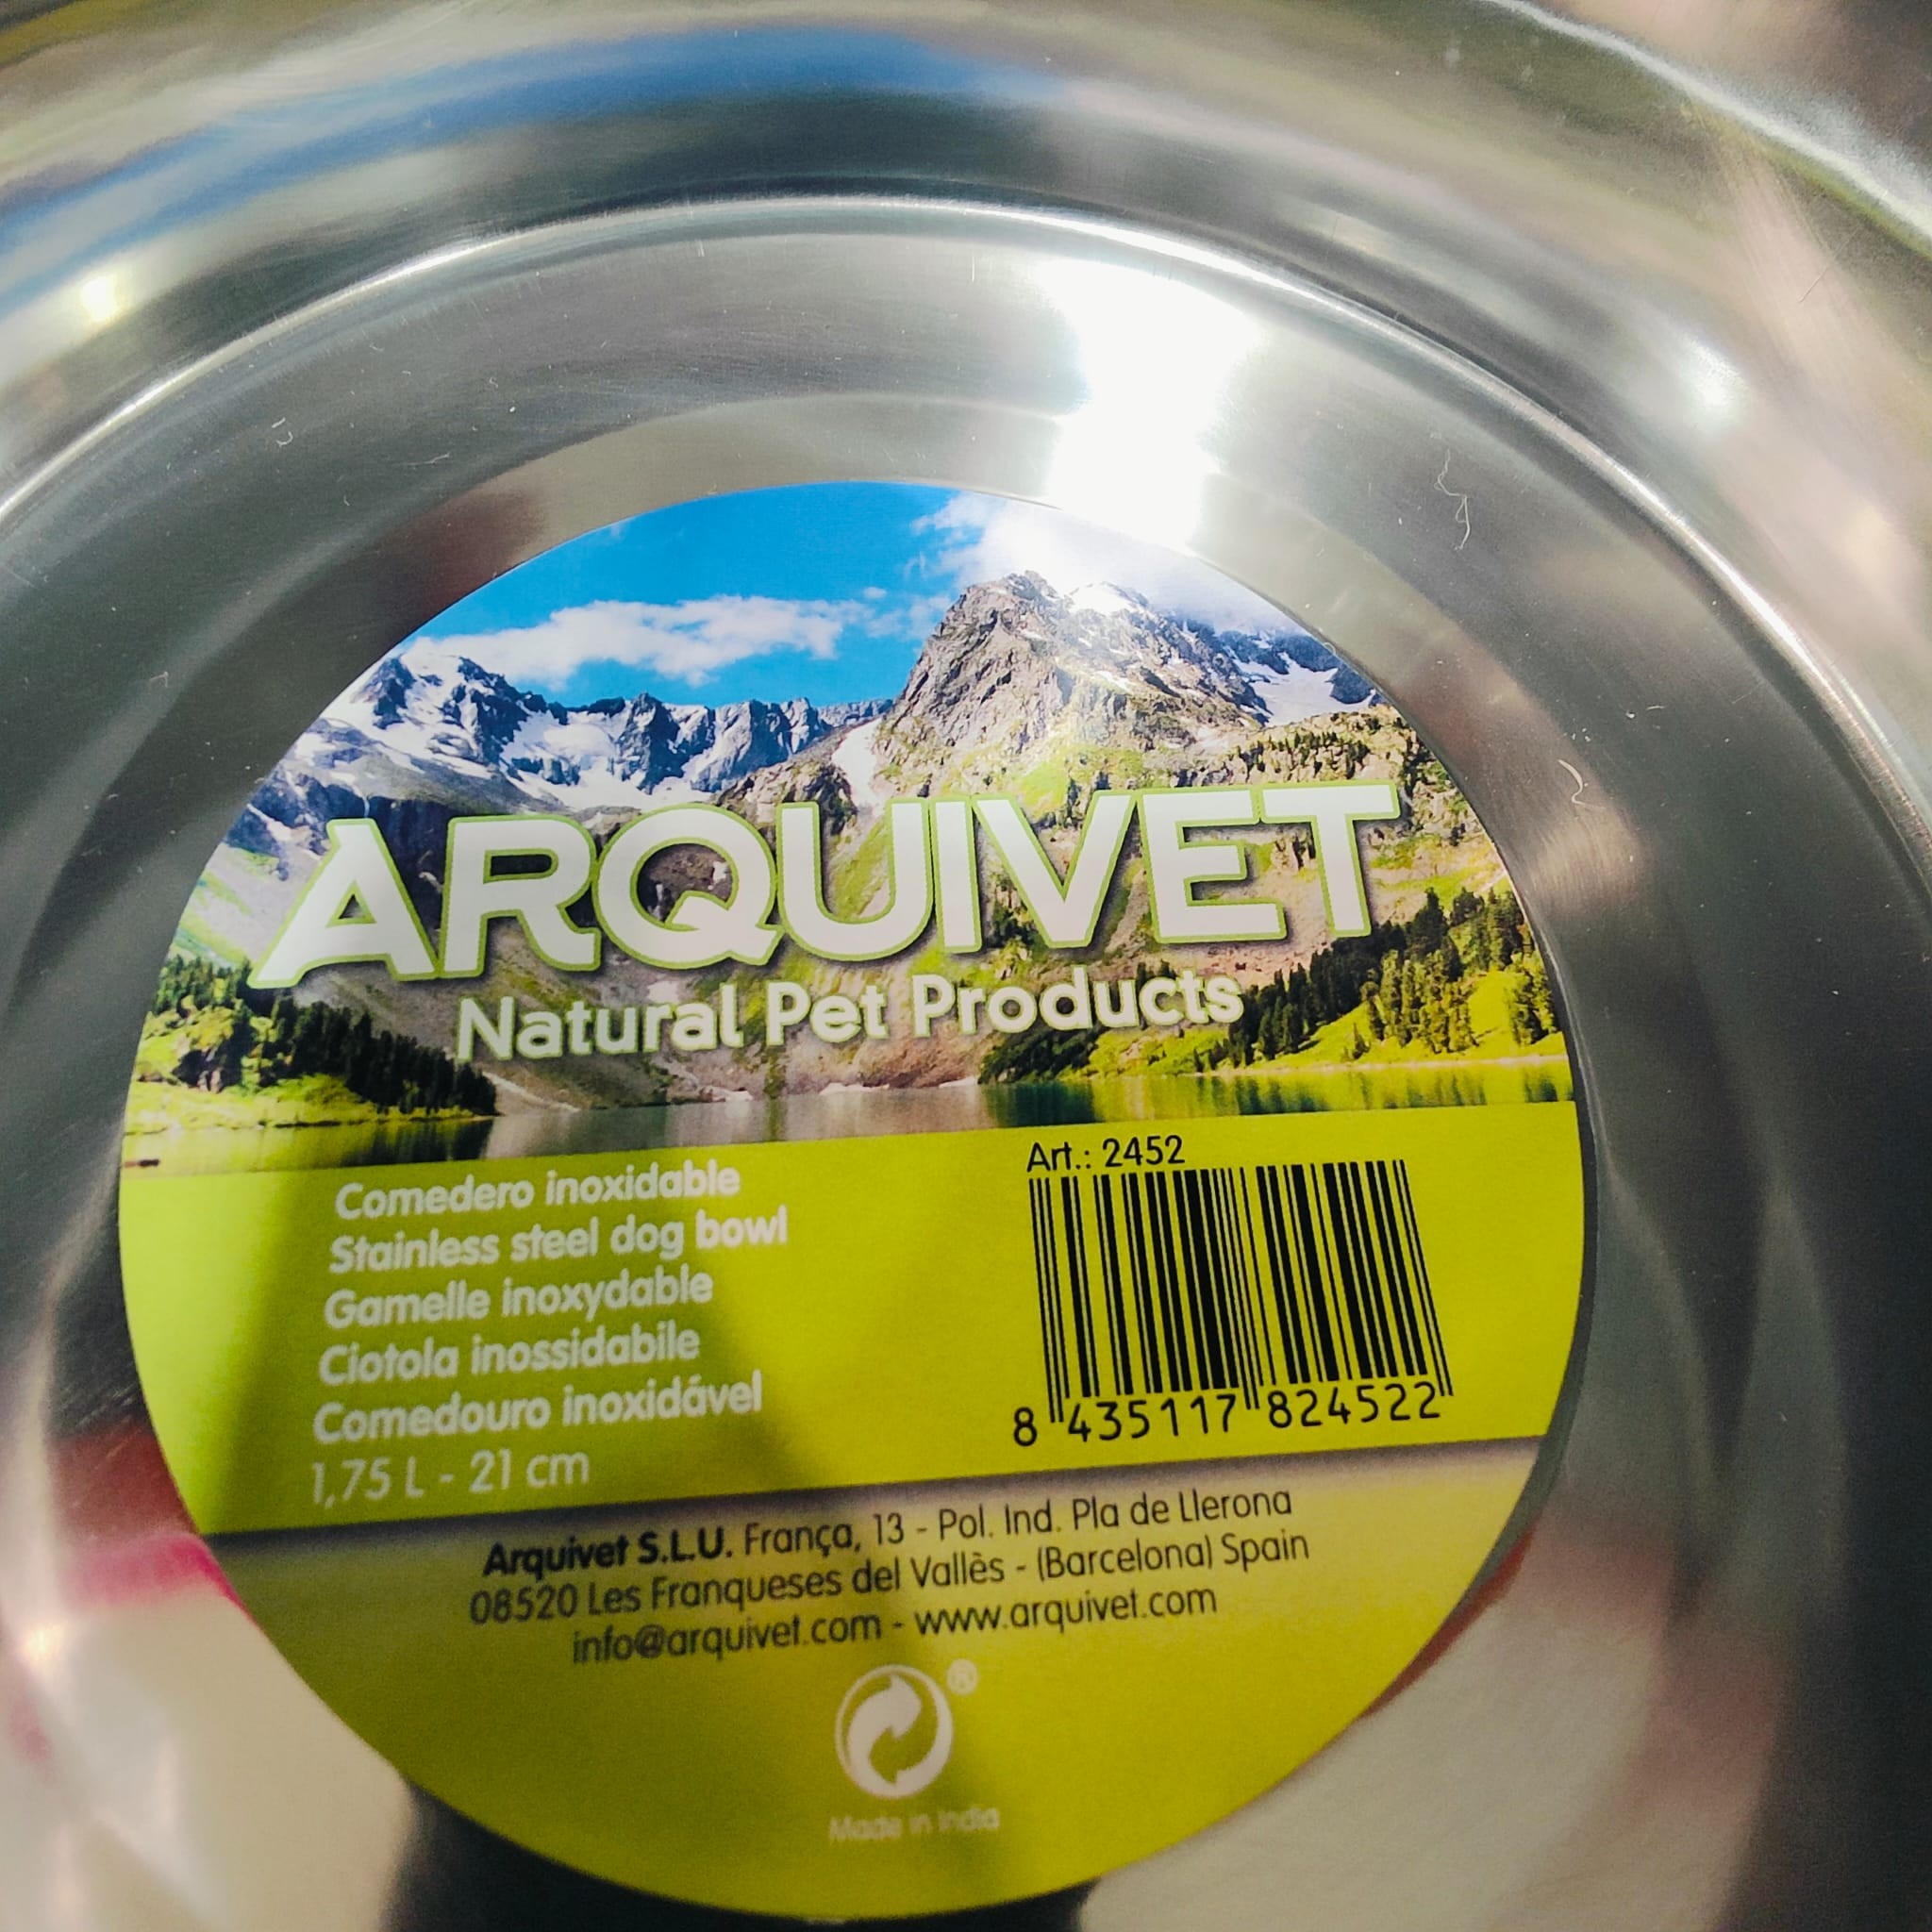 ARQUIVET
Natural Pet Products
Art.: 2452
Comedero inoxidable
Stainless steel dog bowl
Gamelle inoxydable
Ciotola inossidabile
Comedouro inoxidável
1,75 L - 21 cm
8 435117 824522
Arquivet S.L.U. França, 13 - Pol. Ind. Pla de Llerona
08520 Les Franqueses del Vallès - (Barcelona) Spain
info@arquivet.com - www.arquivet.com
®
Made in India